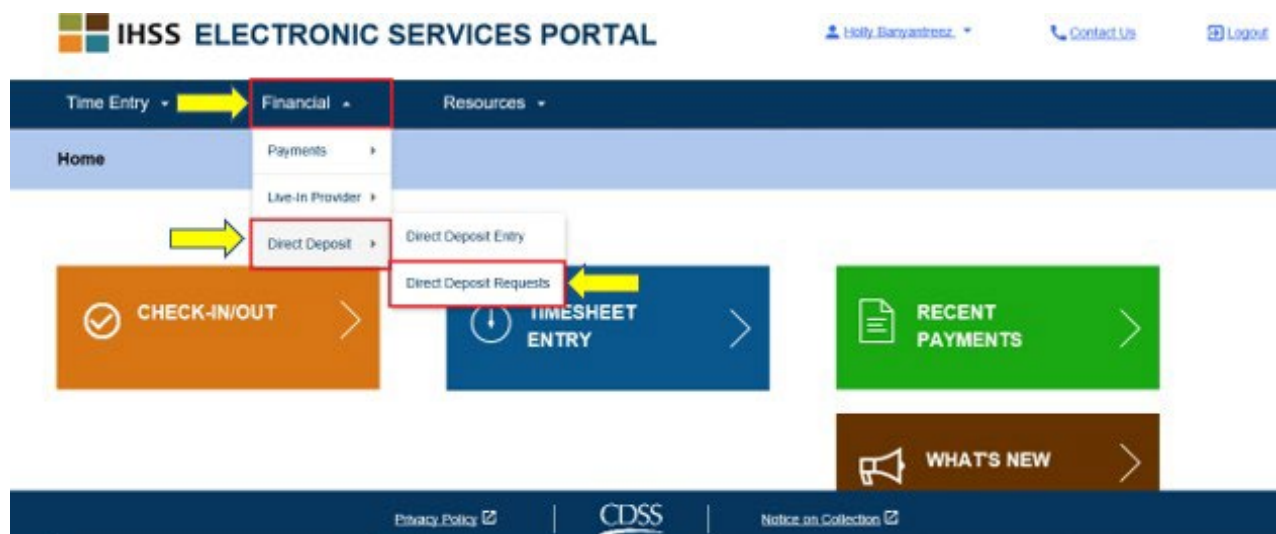 IHSS ELECTRONIC SERVICES PORTAL
Contact Us
Logout
Time Entry
Financial
Resources
Home
Payments
Live-In Provider
Direct Deposit
Direct Deposit Entry
Direct Deposit Requests
CHECK-IN/OUT
TIMESHEET
ENTRY
RECENT
PAYMENTS
WHAT'S NEW
Privacy Policy
CDSS
Notice on Collection